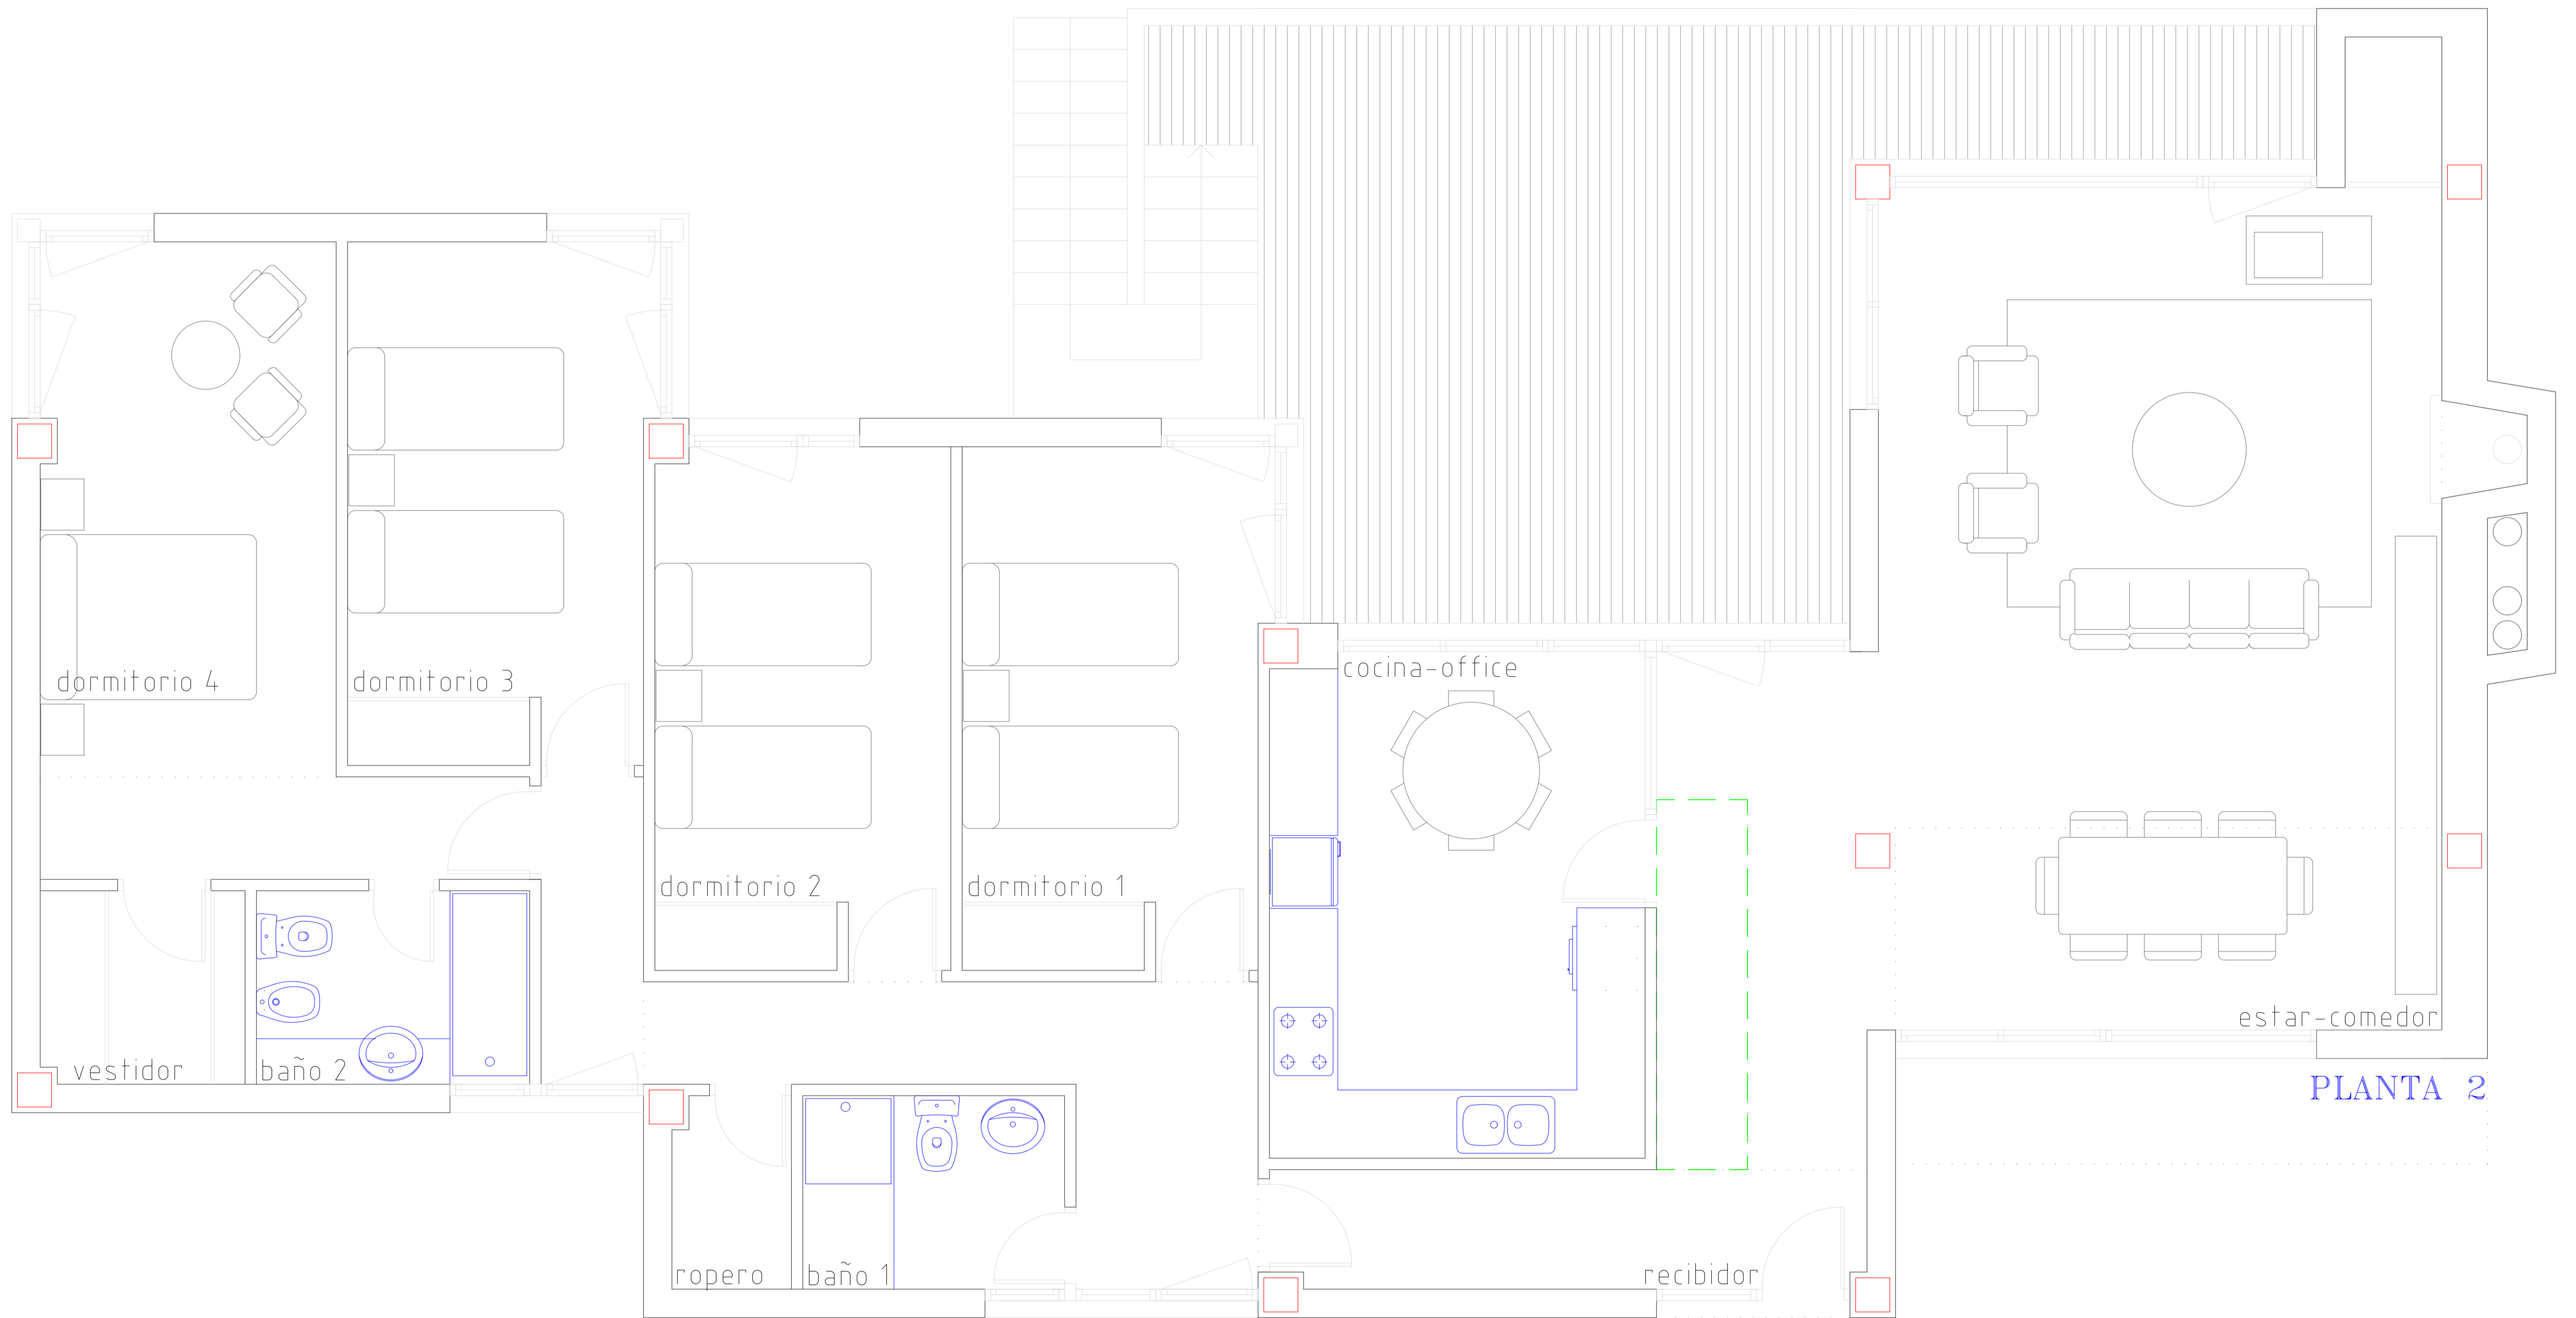 dormitorio 4
dormitorio 3
cocina-office
dormitorio 2
dormitorio 1
estar-comedor
vestidor
baño 2
PLANTA 2
ropero
baño 1
recibidor